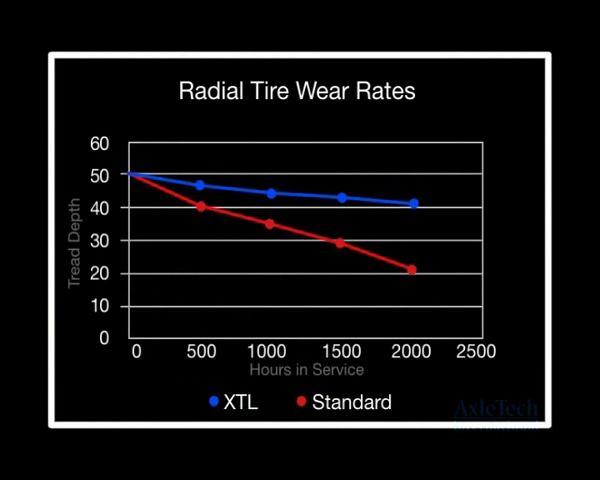 Radial Tire Wear Rates
60
50
40
30
20
10
0
Tread Depth
0 500 1000 1500 2000 2500
Hours in Service
XTL Standard
AxleTech
International